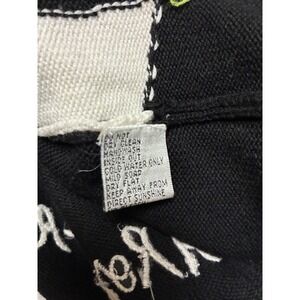 DO NOT
DRY CLEAN
HANDWASH
INSIDE OUT
COLD WATER ONLY
MILD SOAP
DRY FLAT
KEEP AWAY FROM
DIRECT SUNSHINE